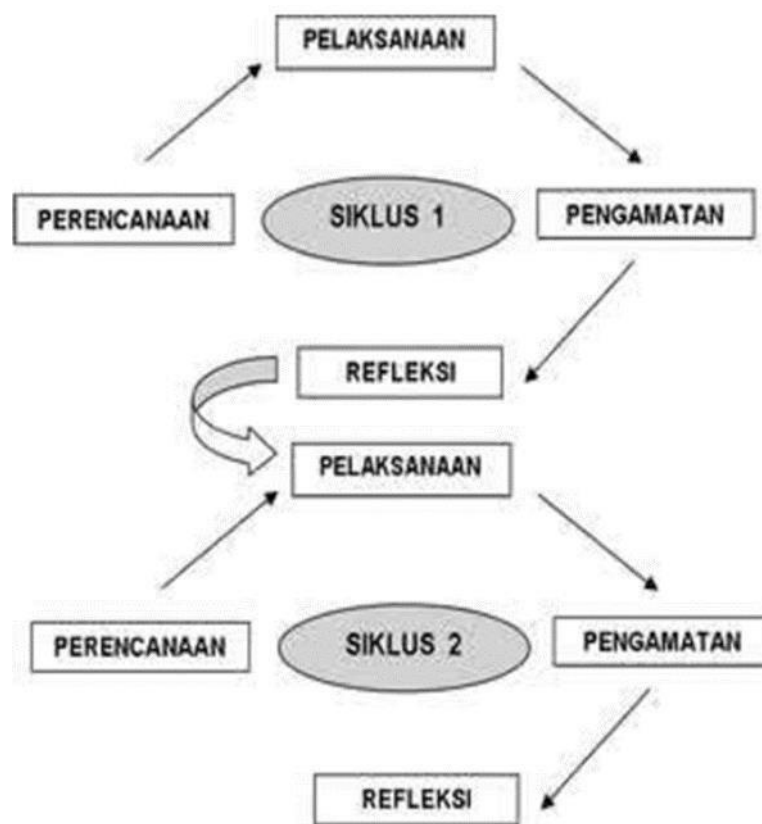 PELAKSANAAN
PERENCANAAN
SIKLUS 1
PENGAMATAN
REFLEKSI
PELAKSANAAN
PERENCANAAN
SIKLUS 2
PENGAMATAN
REFLEKSI